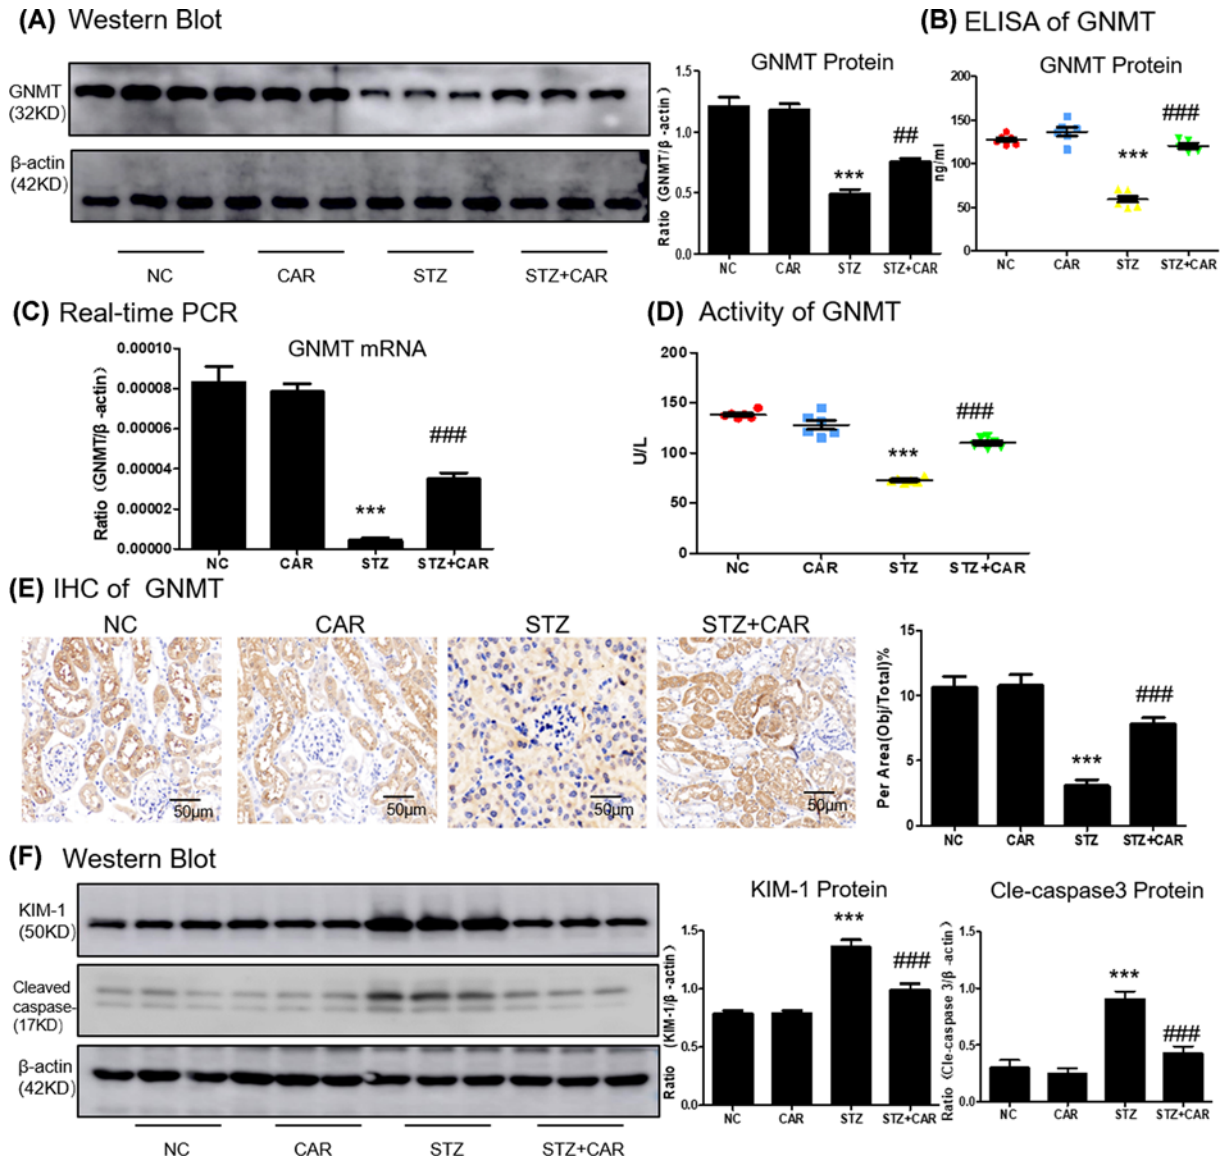 (A) Western Blot
GNMT
(32KD)
β-actin
(42KD)
NC CAR STZ STZ+CAR
GNMT Protein
Ratio (GNMT/β-actin)
1.5
1.0
0.5
0.0
***
##
NC CAR STZ STZ+CAR
(B) ELISA of GNMT
GNMT Protein
ng/ml
200
150
100
50
0
***
###
NC CAR STZ STZ+CAR
(C) Real-time PCR
GNMT mRNA
Ratio (GNMT/β-actin)
0.00010
0.00008
0.00006
0.00004
0.00002
0.00000
***
###
NC CAR STZ STZ+CAR
(D) Activity of GNMT
U/L
200
150
100
50
0
***
###
NC CAR STZ STZ+CAR
(E) IHC of GNMT
NC CAR STZ STZ+CAR
50μm 50μm 50μm 50μm
Per Area(Obj/Total)%
15
10
5
0
***
###
NC CAR STZ STZ+CAR
(F) Western Blot
KIM-1
(50KD)
Cleaved
caspase-
(17KD)
β-actin
(42KD)
NC CAR STZ STZ+CAR
KIM-1 Protein
Ratio (KIM-1/β-actin)
1.5
1.0
0.5
0.0
***
###
NC CAR STZ STZ+CAR
Cle-caspase3 Protein
Ratio (Cle-caspase 3/β-actin)
1.5
1.0
0.5
0.0
***
###
NC CAR STZ STZ+CAR